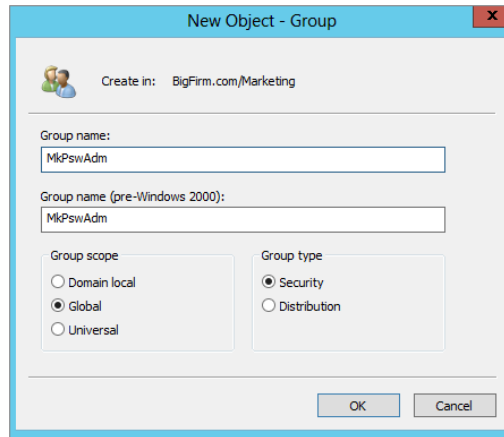 New Object - Group
x
Create in: BigFirm.com/Marketing
Group name:
MkPswAdm
Group name (pre-Windows 2000):
MkPswAdm
Group scope
Domain local
Global
Universal
Group type
Security
Distribution
OK Cancel